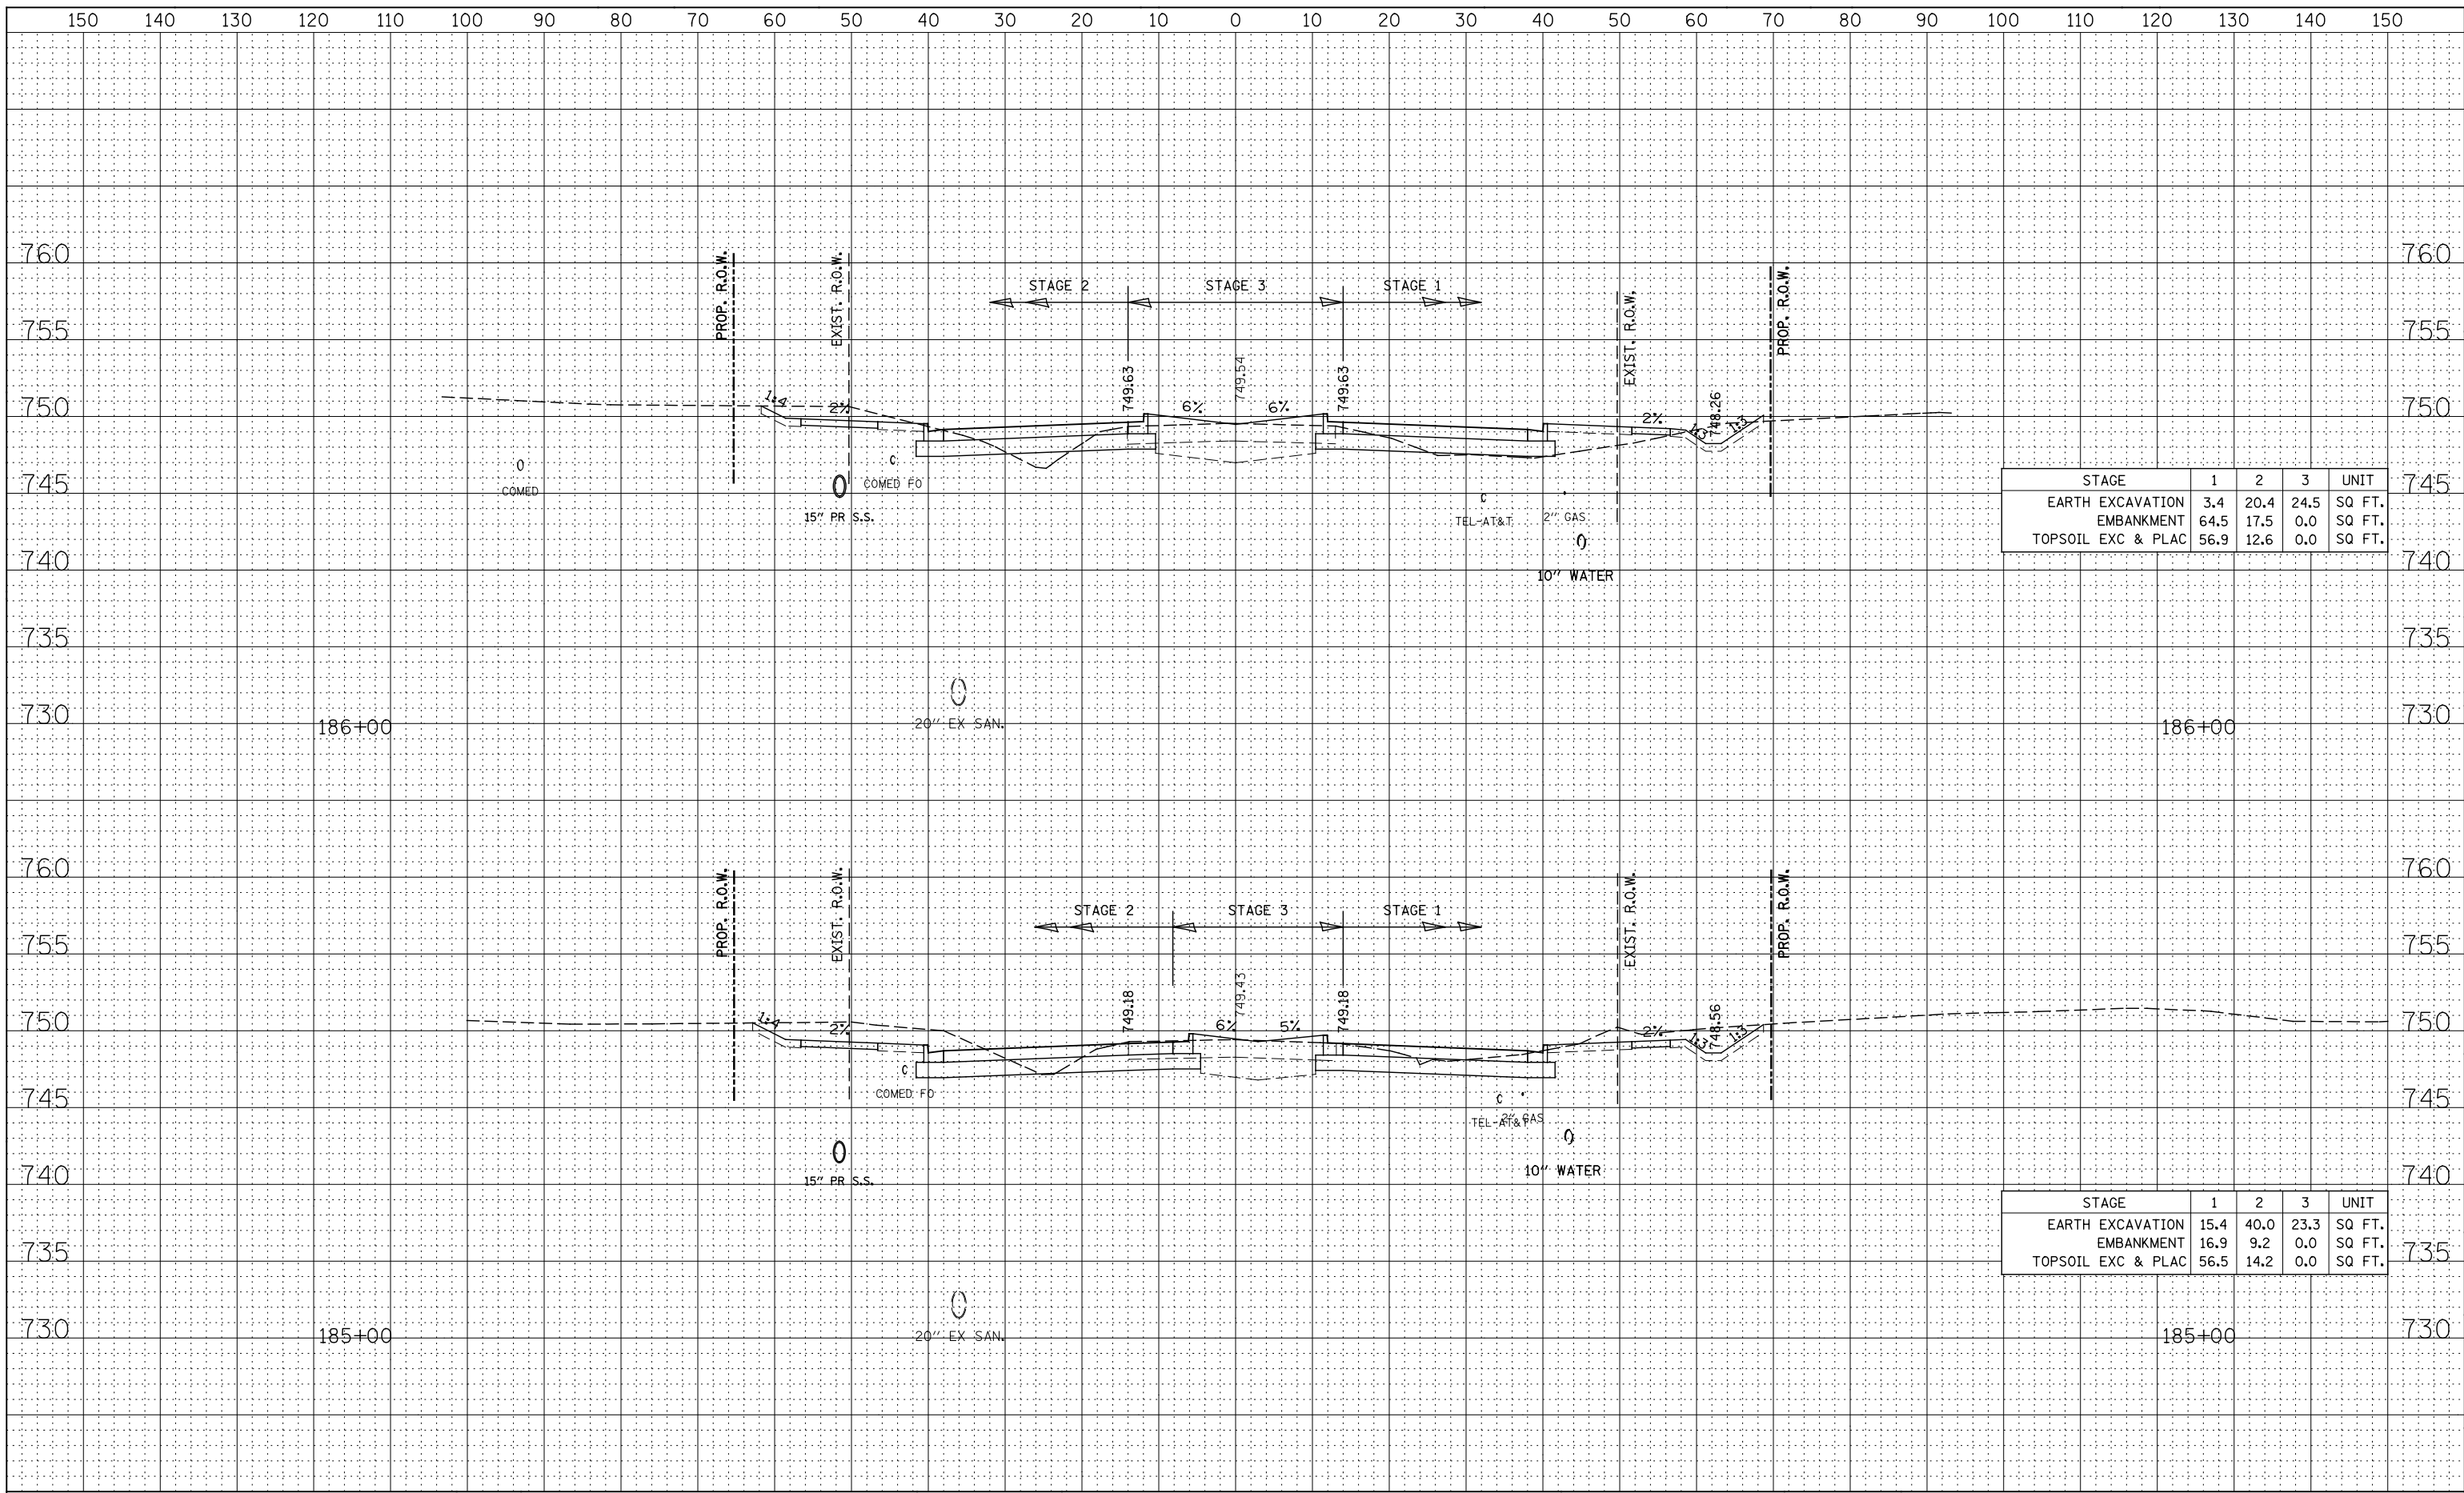 150 140 130 120 110 100 90 80 70 60 50 40 30 20 10 0 10 20 30 40 50 60 70 80 90 100 110 120 130 140 150
760 760
PROP. R.O.W.
EXIST. R.O.W.
STAGE 2 STAGE 3 STAGE 1
EXIST. R.O.W.
PROP. R.O.W.
755 755
749.63 749.54 749.63
748.26
750 750
1:4 2% 6% 6% 2% 1:3 1:3
745 745
COMED
15" PR S.S.
COMED FO
TEL-AT&T
2" GAS
10" WATER
STAGE 1 2 3 UNIT
EARTH EXCAVATION 3.4 20.4 24.5 SQ FT.
EMBANKMENT 64.5 17.5 0.0 SQ FT.
TOPSOIL EXC & PLAC 56.9 12.6 0.0 SQ FT.
740 740
735 735
730 730
20" EX SAN.
186+00 186+00
760 760
PROP. R.O.W.
EXIST. R.O.W.
STAGE 2 STAGE 3 STAGE 1
EXIST. R.O.W.
PROP. R.O.W.
755 755
749.18 749.43 749.18
748.56
750 750
1:4 2% 6% 5% 2% 1:3 1:3
745 745
COMED FO
15" PR S.S.
TEL-AT&T
2" GAS
10" WATER
740 740
STAGE 1 2 3 UNIT
EARTH EXCAVATION 15.4 40.0 23.3 SQ FT.
EMBANKMENT 16.9 9.2 0.0 SQ FT.
TOPSOIL EXC & PLAC 56.5 14.2 0.0 SQ FT.
735 735
730 730
20" EX SAN.
185+00 185+00